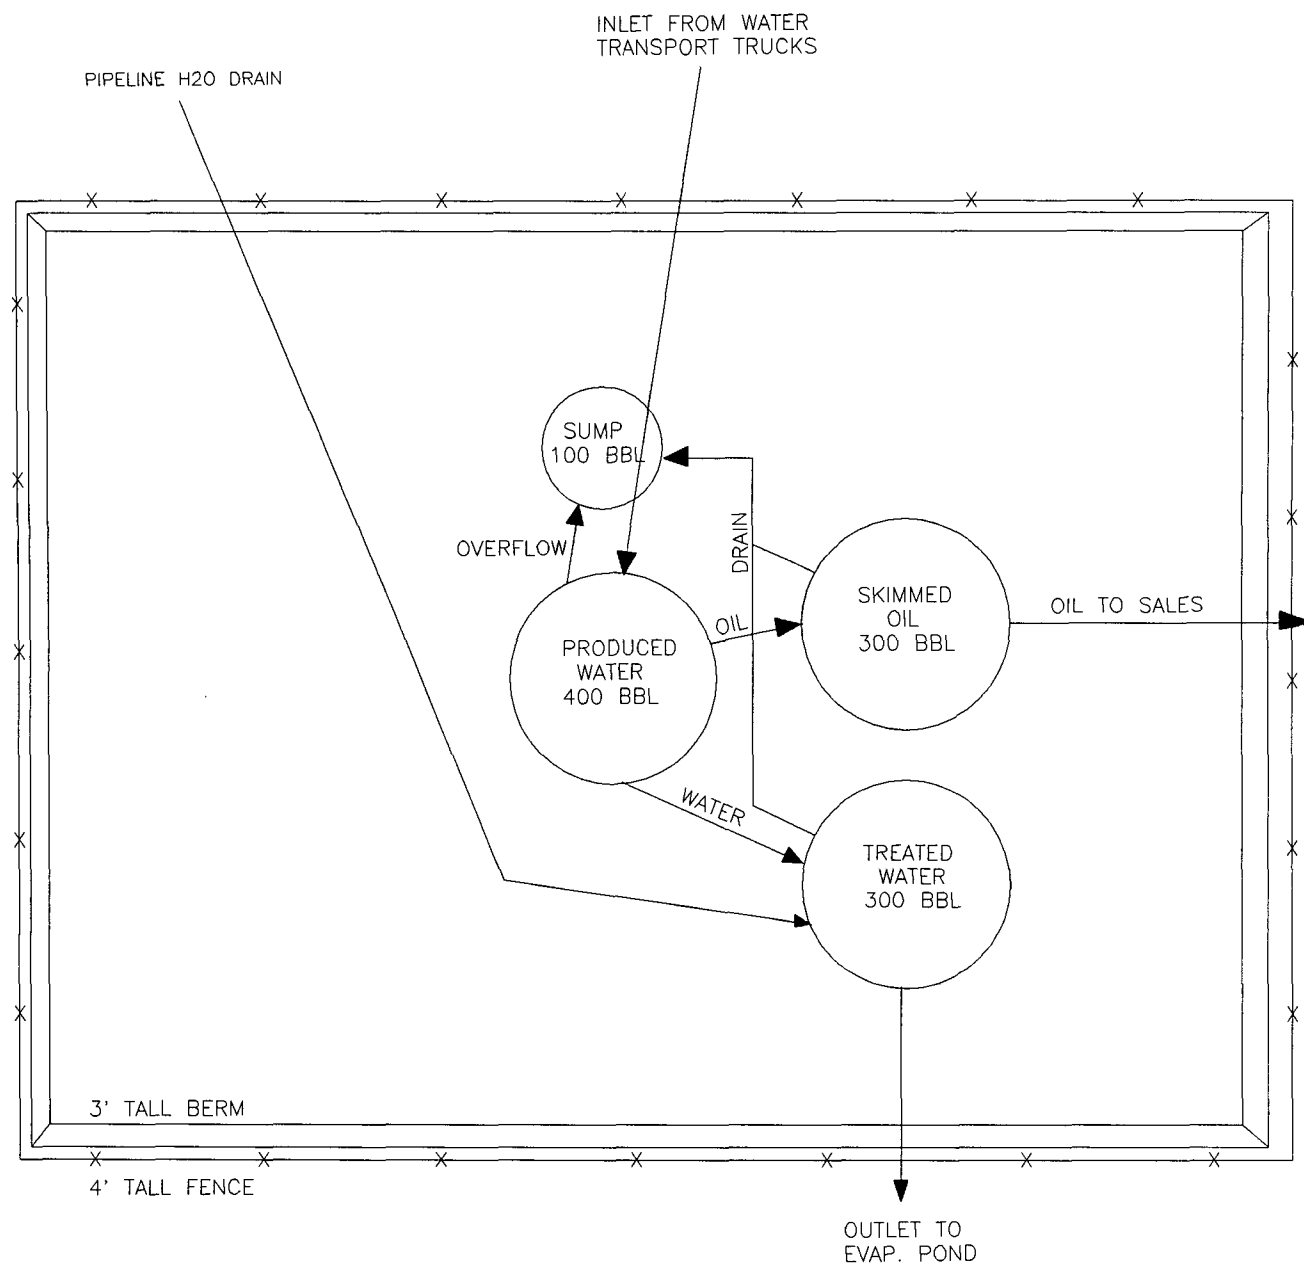 INLET FROM WATER
TRANSPORT TRUCKS
PIPELINE H2O DRAIN
SUMP
100 BBL
OVERFLOW
DRAIN
SKIMMED
OIL
300 BBL
OIL TO SALES
OIL
PRODUCED
WATER
400 BBL
WATER
TREATED
WATER
300 BBL
3' TALL BERM
4' TALL FENCE
OUTLET TO
EVAP. POND